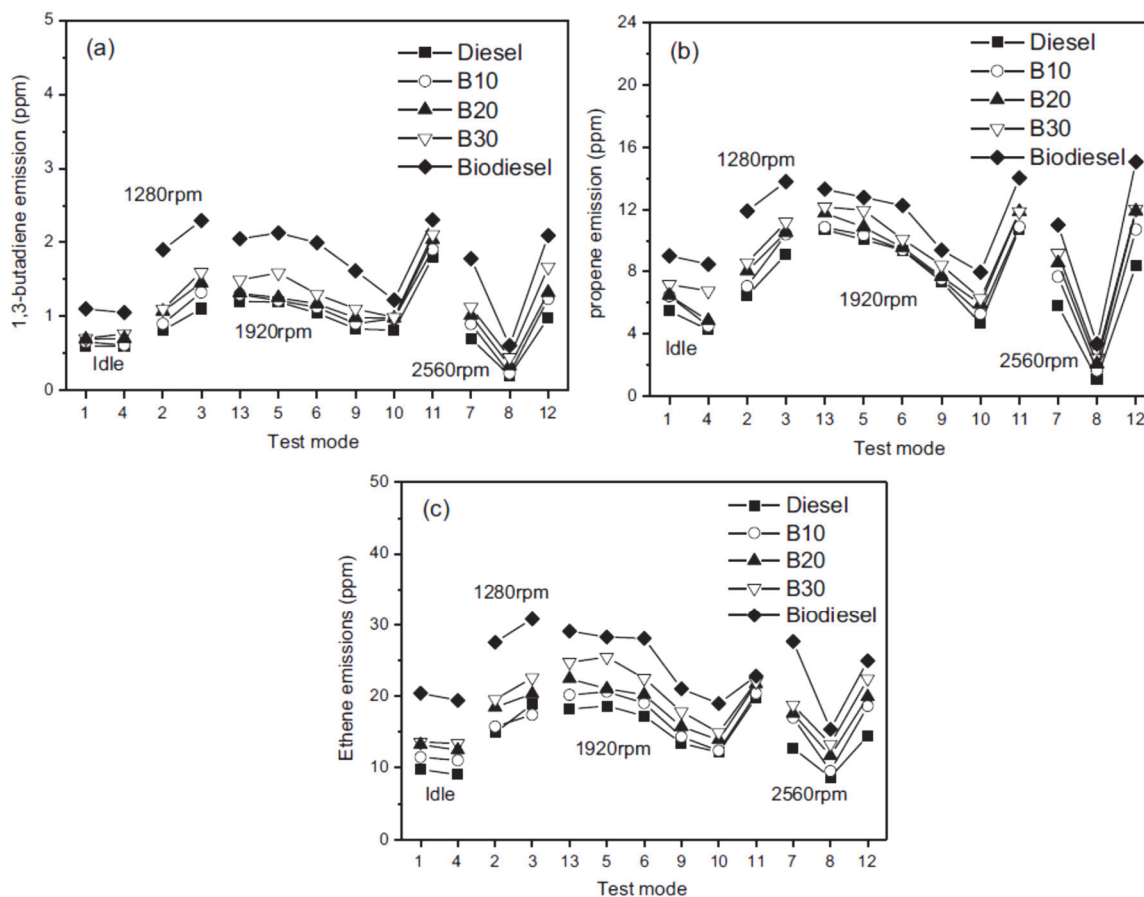 (a)
Diesel
B10
B20
B30
Biodiesel
1280rpm
1920rpm
2560rpm
Idle
5
4
3
2
1
0
1,3-butadiene emission (ppm)
1 4 2 3 13 5 6 9 10 11 7 8 12
Test mode
(b)
Diesel
B10
B20
B30
Biodiesel
1280rpm
1920rpm
2560rpm
Idle
24
20
16
12
8
4
0
propene emission (ppm)
1 4 2 3 13 5 6 9 10 11 7 8 12
Test mode
(c)
Diesel
B10
B20
B30
Biodiesel
1280rpm
1920rpm
2560rpm
Idle
50
40
30
20
10
0
Ethene emissions (ppm)
1 4 2 3 13 5 6 9 10 11 7 8 12
Test mode